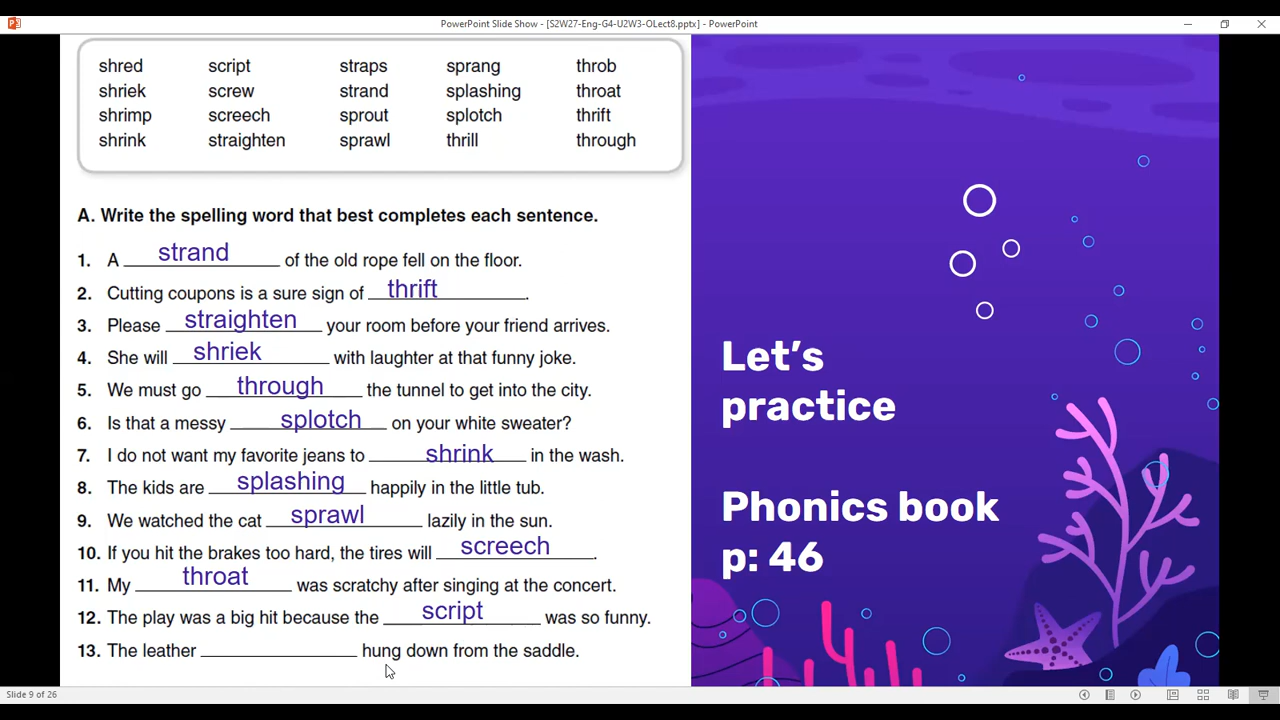 PowerPoint Slide Show - [S2W27-Eng-G4-U2W3-OLect8.pptx] - PowerPoint
shred script straps sprang throb
shriek screw strand splashing throat
shrimp screech sprout splotch thrift
shrink straighten sprawl thrill through
A. Write the spelling word that best completes each sentence.
1. A strand of the old rope fell on the floor.
2. Cutting coupons is a sure sign of thrift.
3. Please straighten your room before your friend arrives.
4. She will shriek with laughter at that funny joke.
5. We must go through the tunnel to get into the city.
6. Is that a messy splotch on your white sweater?
7. I do not want my favorite jeans to shrink in the wash.
8. The kids are splashing happily in the little tub.
9. We watched the cat sprawl lazily in the sun.
10. If you hit the brakes too hard, the tires will screech.
11. My throat was scratchy after singing at the concert.
12. The play was a big hit because the script was so funny.
13. The leather ________________ hung down from the saddle.
Let's
practice
Phonics book
p: 46
Slide 9 of 26